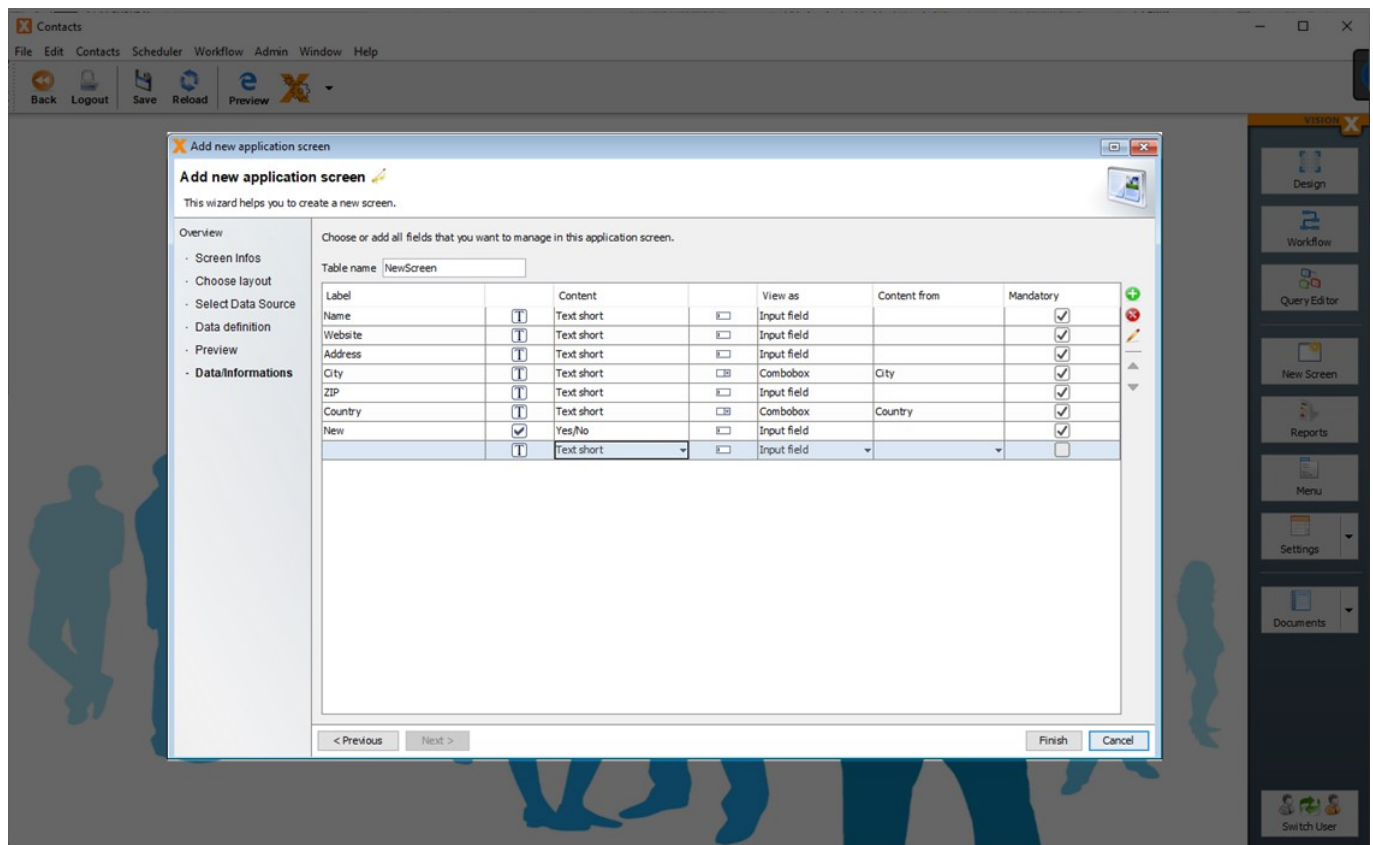 Contacts
File Edit Contacts Scheduler Workflow Admin Window Help
Back Logout Save Reload Preview
VISION X
Add new application screen
Add new application screen
This wizard helps you to create a new screen.
Overview
· Screen Infos
· Choose layout
· Select Data Source
· Data definition
· Preview
· Data/Informations
Choose or add all fields that you want to manage in this application screen.
Table name NewScreen
Label Content View as Content from Mandatory
Name T Text short Input field
Website T Text short Input field
Address T Text short Input field
City T Text short Combobox City
ZIP T Text short Input field
Country T Text short Combobox Country
New Yes/No Input field
T Text short Input field
< Previous Next > Finish Cancel
Design
Workflow
Query Editor
New Screen
Reports
Menu
Settings
Documents
Switch User